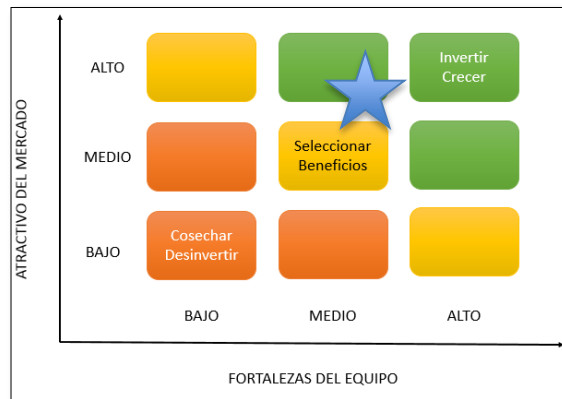 ATRACTIVO DEL MERCADO
ALTO
Invertir
Crecer
MEDIO
Seleccionar
Beneficios
BAJO
Cosechar
Desinvertir
BAJO
MEDIO
ALTO
FORTALEZAS DEL EQUIPO